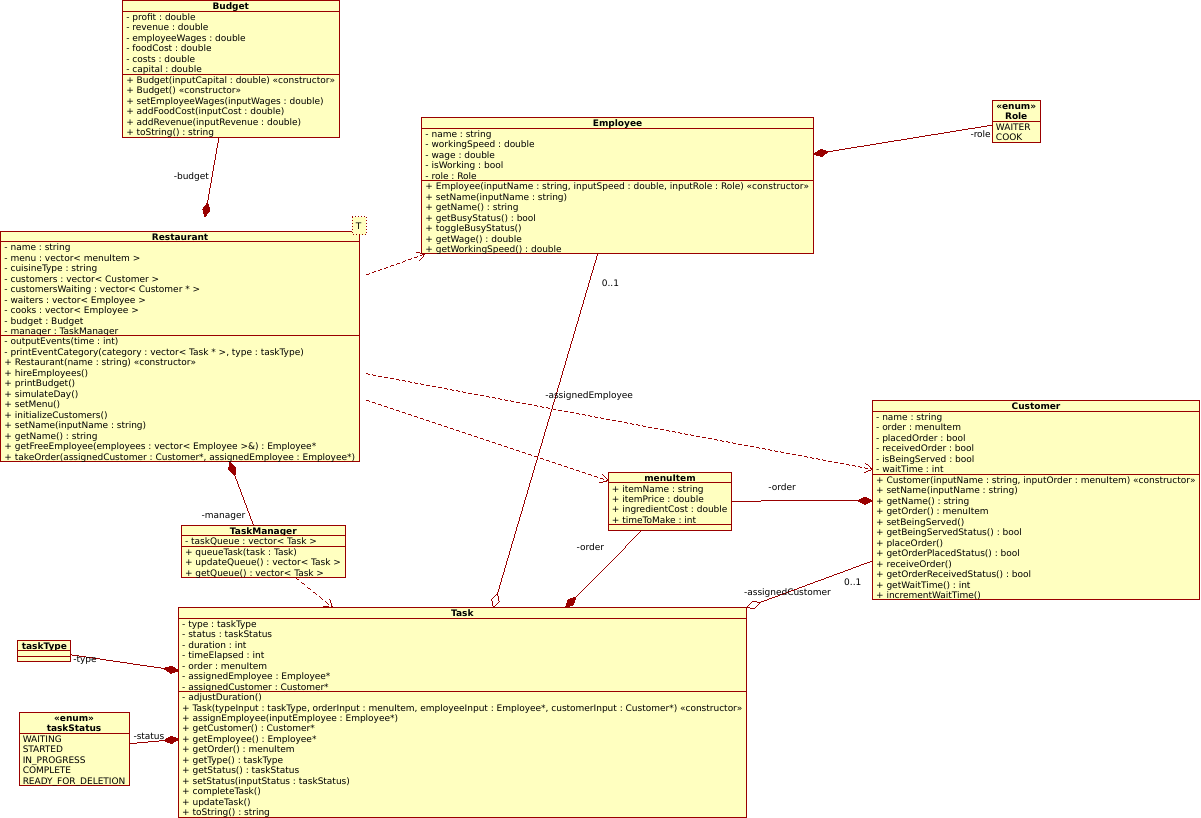 Budget
- profit : double
- revenue : double
- employeeWages : double
- foodCost : double
- costs : double
- capital : double
+ Budget(inputCapital : double) «constructor»
+ Budget() «constructor»
+ setEmployeeWages(inputWages : double)
+ addFoodCost(inputCost : double)
+ addRevenue(inputRevenue : double)
+ toString() : string
-budget
Employee
- name : string
- workingSpeed : double
- wage : double
- isWorking : bool
- role : Role
+ Employee(inputName : string, inputSpeed : double, inputRole : Role) «constructor»
+ setName(inputName : string)
+ getName() : string
+ getBusyStatus() : bool
+ toggleBusyStatus()
+ getWage() : double
+ getWorkingSpeed() : double
-role
«enum»
Role
WAITER
COOK
T
Restaurant
- name : string
- menu : vector< menuItem >
- cuisineType : string
- customers : vector< Customer >
- customersWaiting : vector< Customer * >
- waiters : vector< Employee >
- cooks : vector< Employee >
- budget : Budget
- manager : TaskManager
- outputEvents(time : int)
- printEventCategory(category : vector< Task * >, type : taskType)
+ Restaurant(name : string) «constructor»
+ hireEmployees()
+ printBudget()
+ simulateDay()
+ setMenu()
+ initializeCustomers()
+ setName(inputName : string)
+ getName() : string
+ getFreeEmployee(employees : vector< Employee >&) : Employee*
+ takeOrder(assignedCustomer : Customer*, assignedEmployee : Employee*)
0..1
-assignedEmployee
Customer
- name : string
- order : menuItem
- placedOrder : bool
- receivedOrder : bool
- isBeingServed : bool
- waitTime : int
+ Customer(inputName : string, inputOrder : menuItem) «constructor»
+ setName(inputName : string)
+ getName() : string
+ getOrder() : menuItem
+ setBeingServed()
+ getBeingServedStatus() : bool
+ placeOrder()
+ getOrderPlacedStatus() : bool
+ receiveOrder()
+ getOrderReceivedStatus() : bool
+ getWaitTime() : int
+ incrementWaitTime()
menuItem
+ itemName : string
+ itemPrice : double
+ ingredientCost : double
+ timeToMake : int
-order
-order
-manager
TaskManager
- taskQueue : vector< Task >
+ queueTask(task : Task)
+ updateQueue() : vector< Task >
+ getQueue() : vector< Task >
0..1
-assignedCustomer
Task
- type : taskType
- status : taskStatus
- duration : int
- timeElapsed : int
- order : menuItem
- assignedEmployee : Employee*
- assignedCustomer : Customer*
- adjustDuration()
+ Task(typeInput : taskType, orderInput : menuItem, employeeInput : Employee*, customerInput : Customer*) «constructor»
+ assignEmployee(inputEmployee : Employee*)
+ getCustomer() : Customer*
+ getEmployee() : Employee*
+ getOrder() : menuItem
+ getType() : taskType
+ getStatus() : taskStatus
+ setStatus(inputStatus : taskStatus)
+ completeTask()
+ updateTask()
+ toString() : string
taskType
-type
«enum»
taskStatus
WAITING
STARTED
IN_PROGRESS
COMPLETE
READY_FOR_DELETION
-status